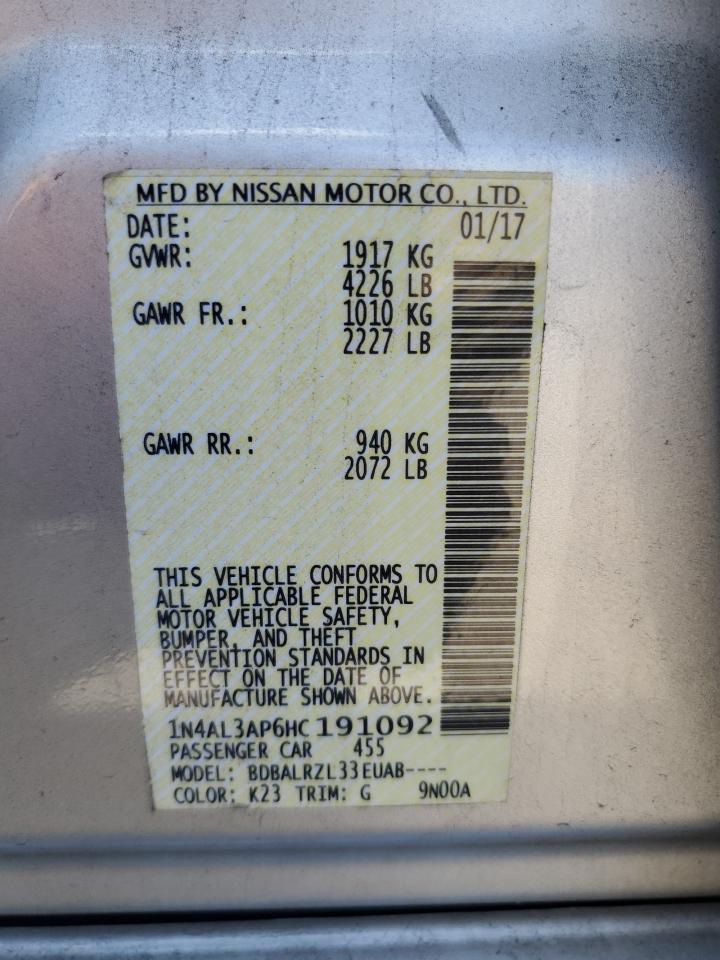 MFD BY NISSAN MOTOR CO., LTD.
DATE: 01/17
GVWR: 1917 KG
4226 LB
GAWR FR.: 1010 KG
2227 LB
GAWR RR.: 940 KG
2072 LB
THIS VEHICLE CONFORMS TO
ALL APPLICABLE FEDERAL
MOTOR VEHICLE SAFETY,
BUMPER, AND THEFT
PREVENTION STANDARDS IN
EFFECT ON THE DATE OF
MANUFACTURE SHOWN ABOVE.
1N4AL3AP6HC191092
PASSENGER CAR 455
MODEL: BDBALRZL33EUAB----
COLOR: K23 TRIM: G 9N00A